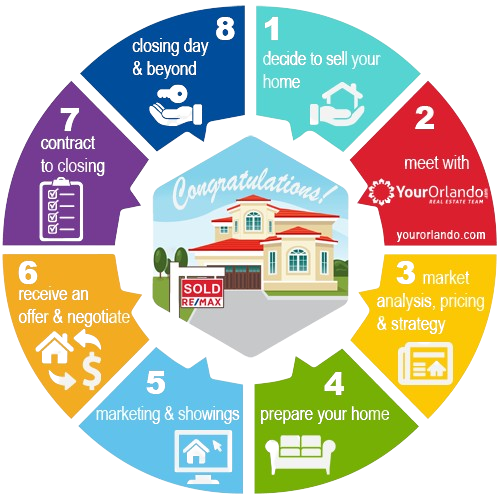 1
decide to sell your
home
2
meet with
YourOrlando
REAL ESTATE TEAM
yourorlando.com
3 market
analysis, pricing
& strategy
4
prepare your home
5
marketing & showings
6
receive an
offer & negotiate
7
contract
to closing
8
closing day
& beyond
Congratulations!
SOLD
RE/MAX